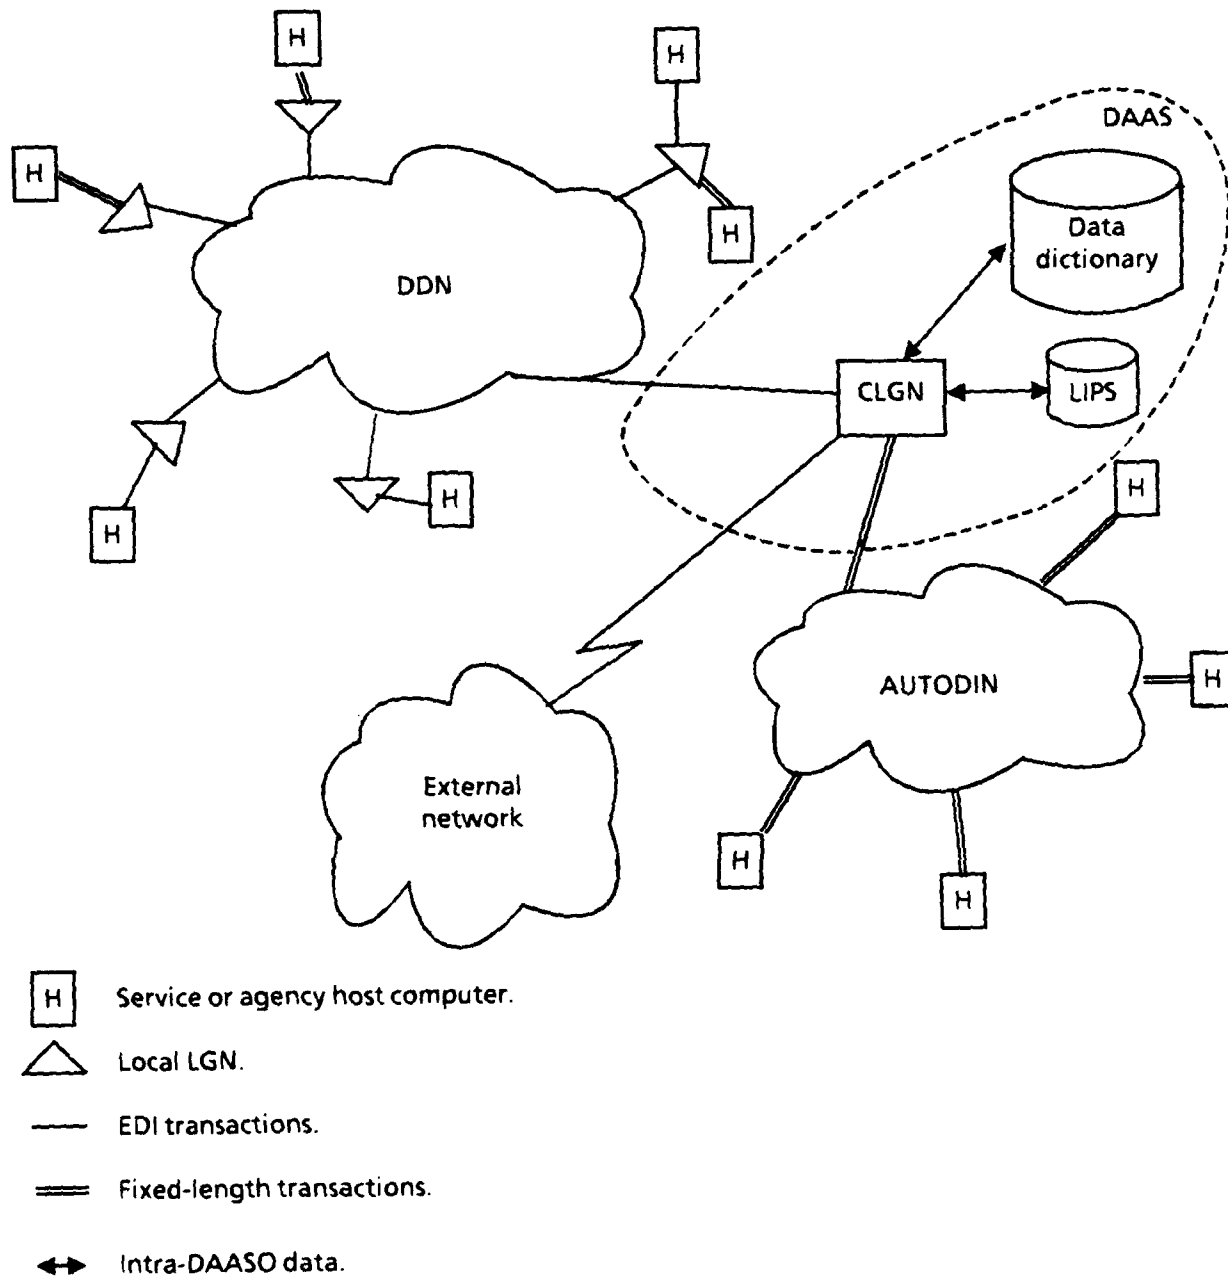 H
H
DAAS
H
Data
dictionary
H
DDN
CLGN
LIPS
H
H
H
AUTODIN
H
External
network
H
H
H Service or agency host computer.
Local LGN.
EDI transactions.
Fixed-length transactions.
Intra-DAASO data.
H